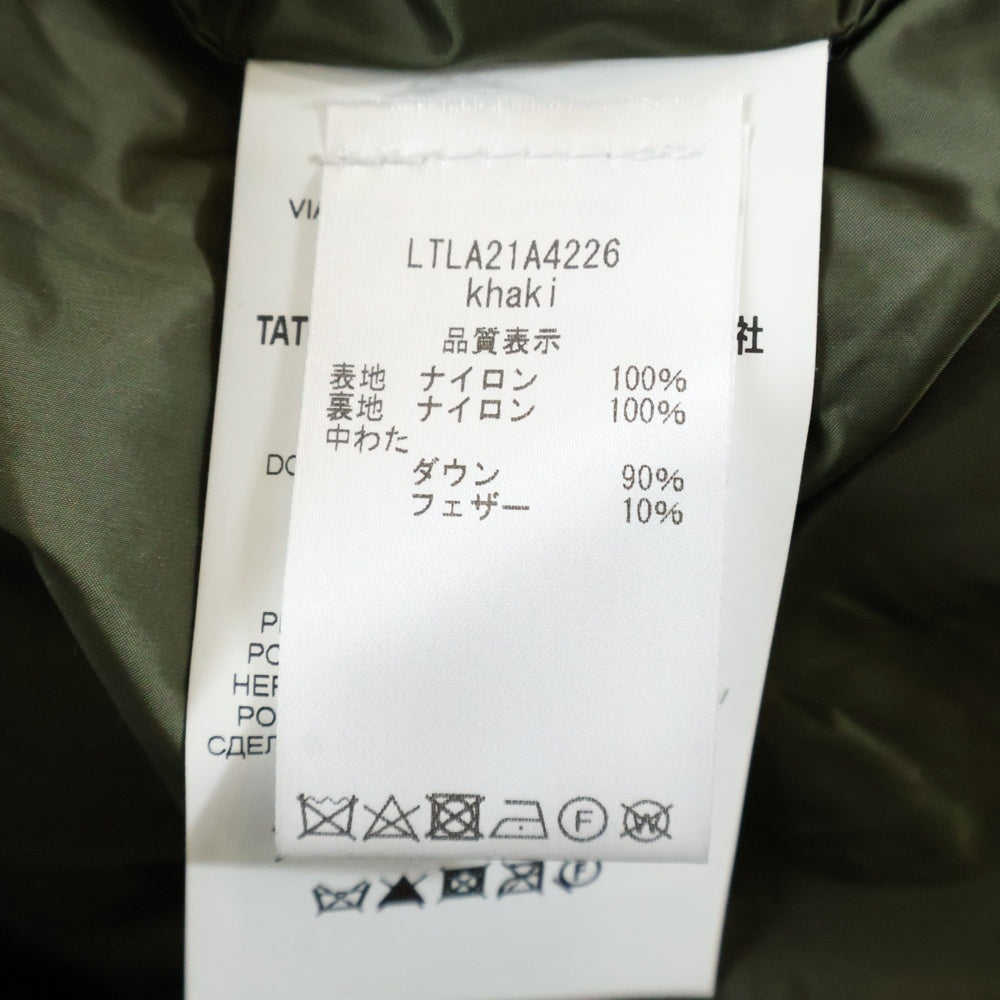 LTLA21A4226
khaki
品質表示
表地 ナイロン 100%
裏地 ナイロン 100%
中わた
ダウン 90%
フェザー 10%
F
W
VIA
TAT
社
DO
PO
HER
PO
СДЕЛ
F